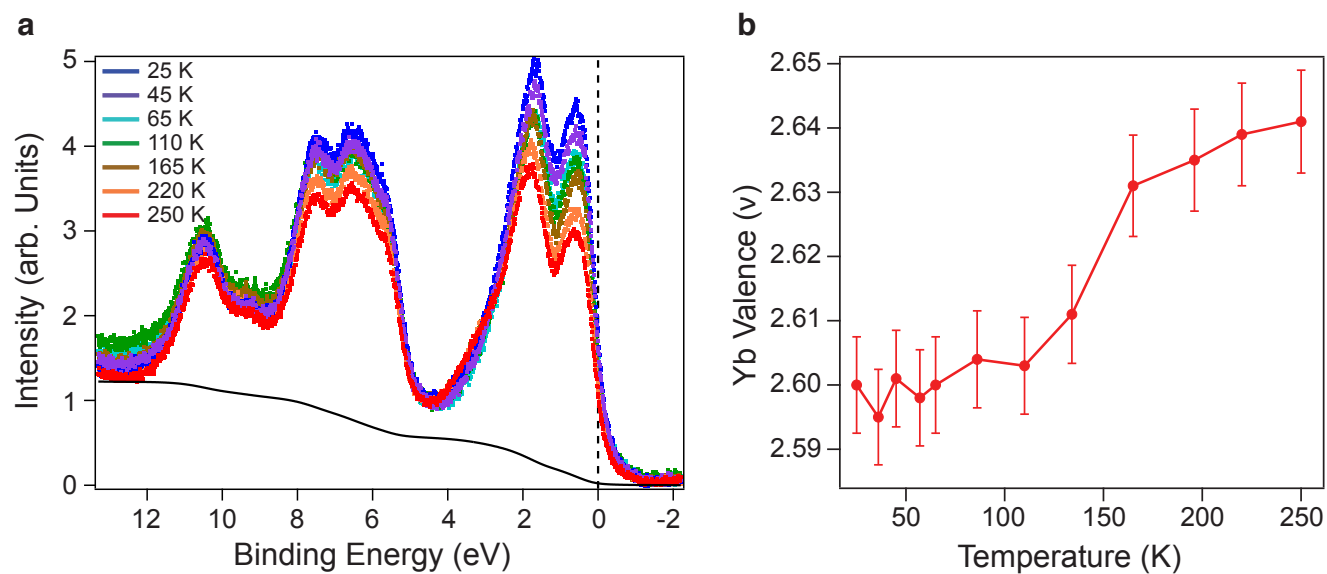 a
Intensity (arb. Units)
5
4
3
2
1
0
25 K
45 K
65 K
110 K
165 K
220 K
250 K
12 10 8 6 4 2 0 -2
Binding Energy (eV)
b
Yb Valence (ν)
2.65
2.64
2.63
2.62
2.61
2.60
2.59
50 100 150 200 250
Temperature (K)